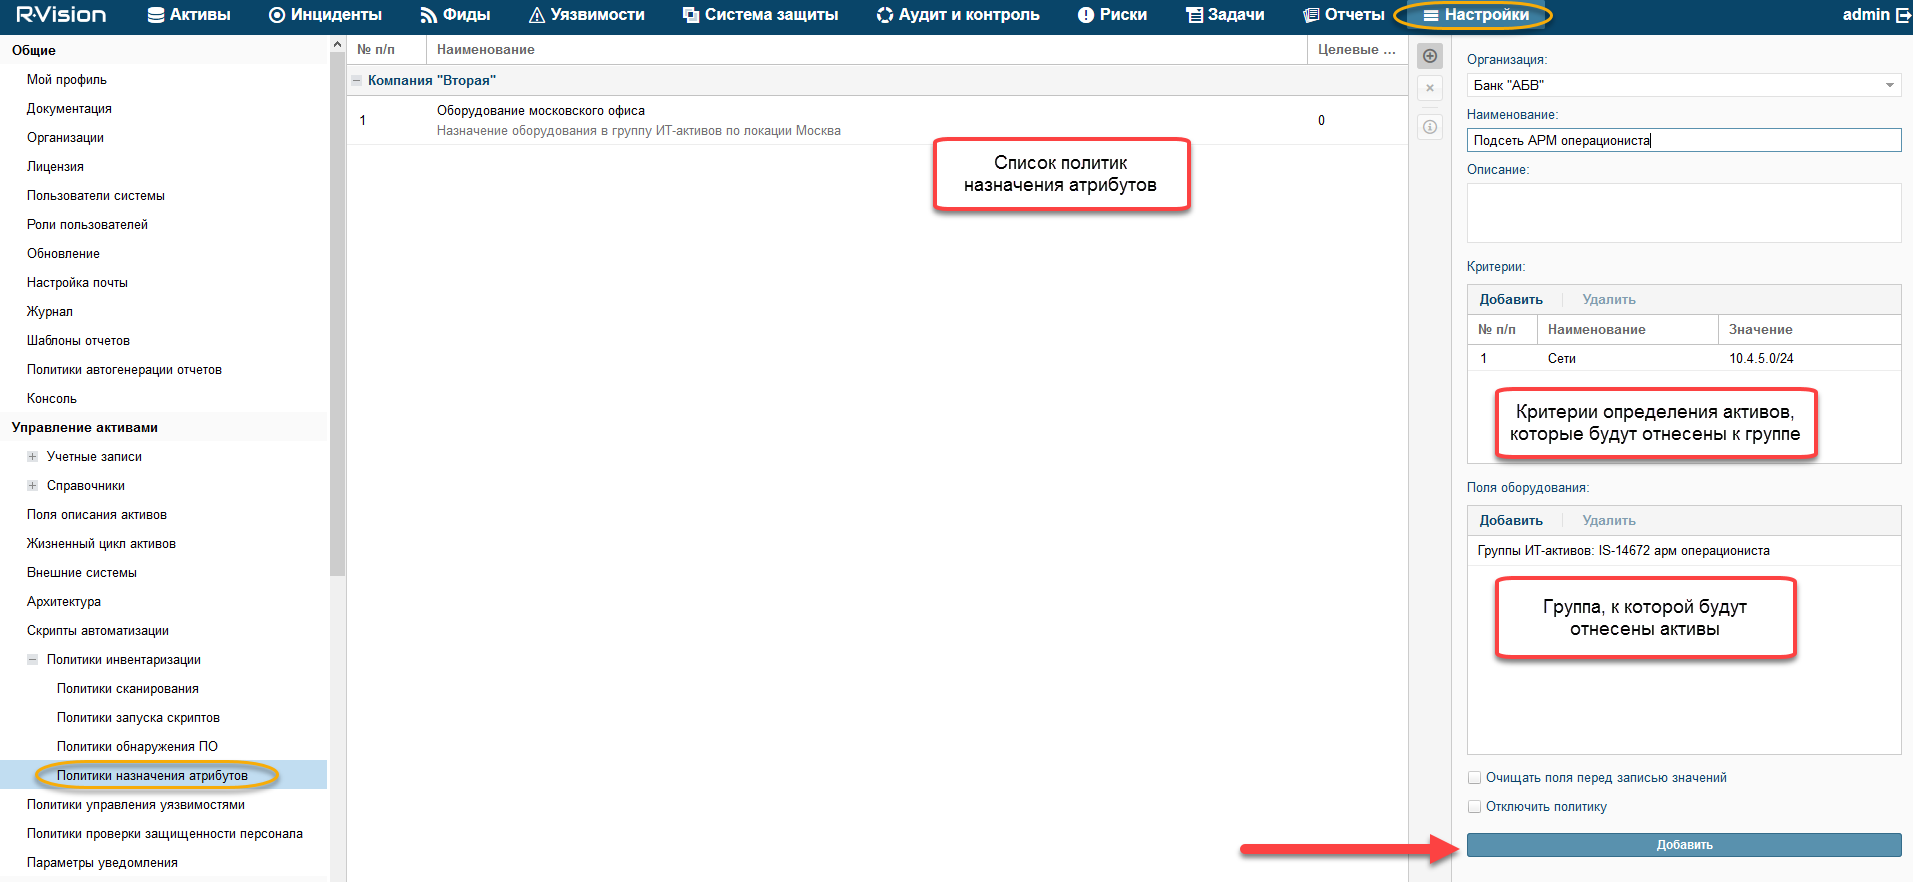 R-Vision
Активы
Инциденты
Фиды
Уязвимости
Система защиты
Аудит и контроль
Риски
Задачи
Отчеты
Настройки
admin
Общие
Мой профиль
Документация
Организации
Лицензия
Пользователи системы
Роли пользователей
Обновление
Настройка почты
Журнал
Шаблоны отчетов
Политики автогенерации отчетов
Консоль
Управление активами
Учетные записи
Справочники
Поля описания активов
Жизненный цикл активов
Внешние системы
Архитектура
Скрипты автоматизации
Политики инвентаризации
Политики сканирования
Политики запуска скриптов
Политики обнаружения ПО
Политики назначения атрибутов
Политики управления уязвимостями
Политики проверки защищенности персонала
Параметры уведомления
№ п/п Наименование Целевые ...
Компания "Вторая"
1 Оборудование московского офиса 0
Назначение оборудования в группу ИТ-активов по локации Москва
Список политик
назначения атрибутов
Организация:
Банк "АБВ"
Наименование:
Подсеть АРМ операциониста
Описание:
Критерии:
Добавить Удалить
№ п/п Наименование Значение
1 Сети 10.4.5.0/24
Критерии определения активов,
которые будут отнесены к группе
Поля оборудования:
Добавить Удалить
Группы ИТ-активов: IS-14672 арм операциониста
Группа, к которой будут
отнесены активы
Очищать поля перед записью значений
Отключить политику
Добавить